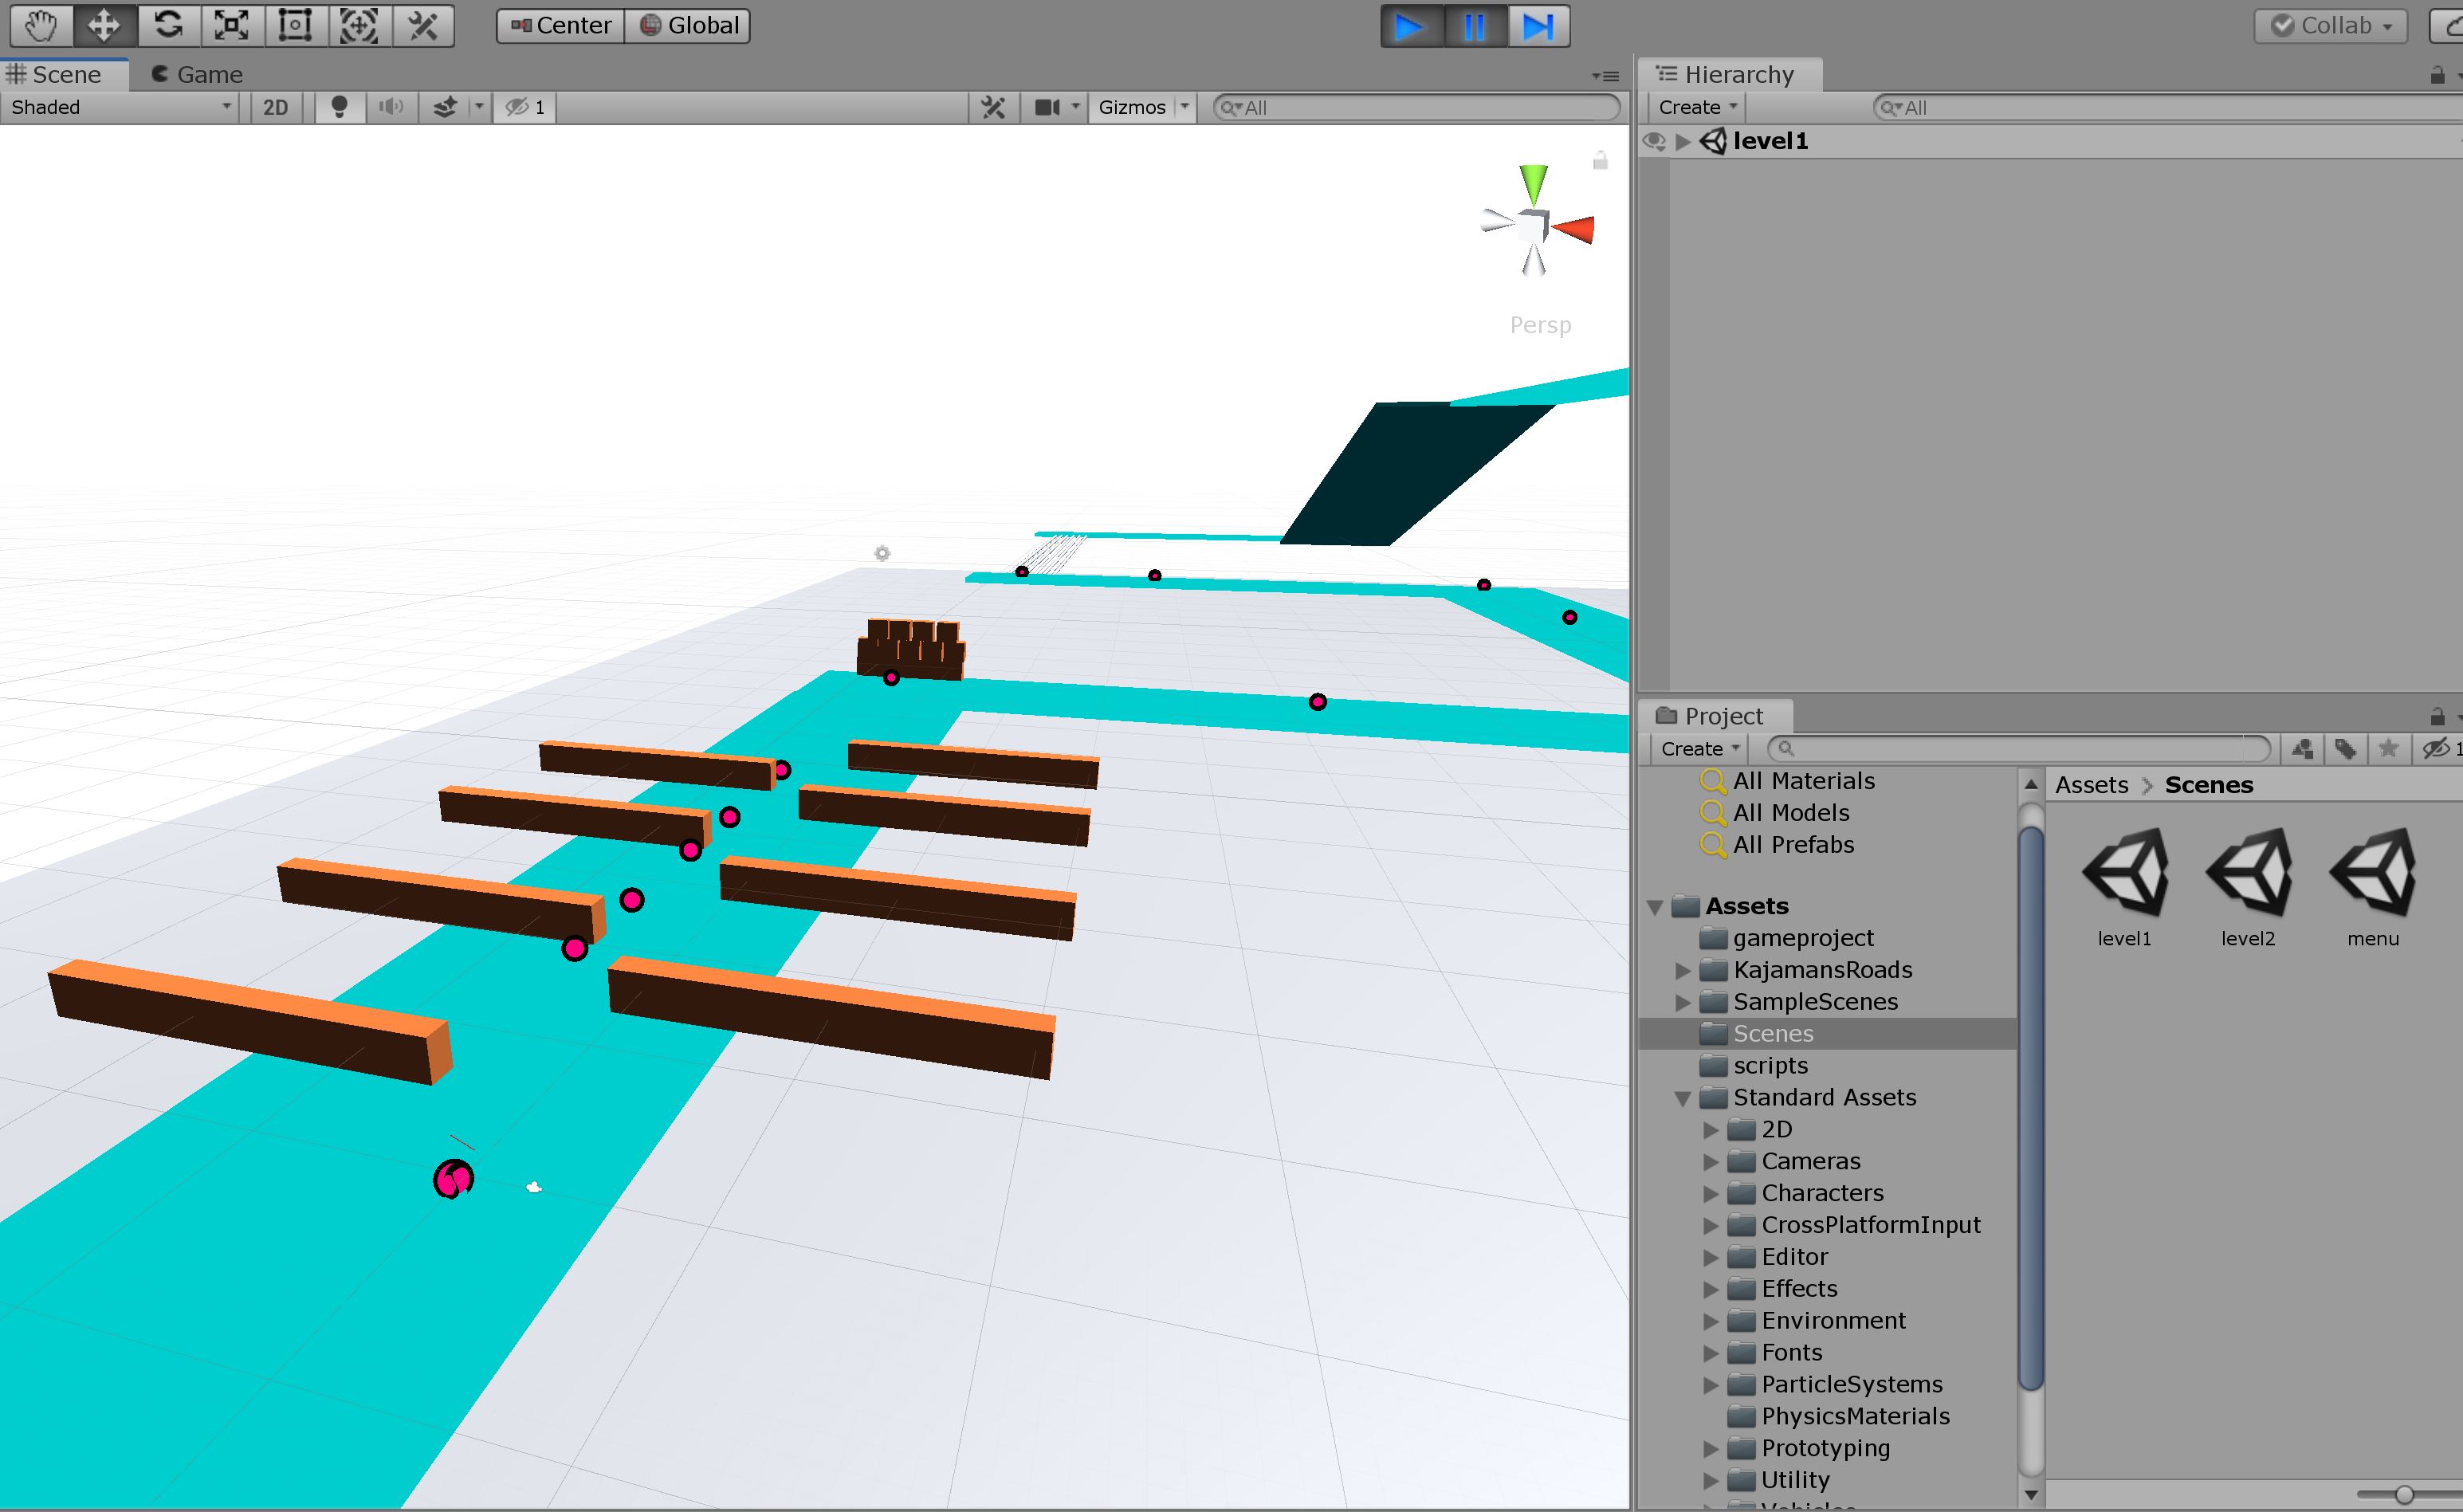 Center Global Collab
Scene Game
Shaded 2D 1 Gizmos All
Persp
Hierarchy
Create All
level1
Project
Create 1
All Materials
All Models
All Prefabs
Assets
gameproject
KajamansRoads
SampleScenes
Scenes
scripts
Standard Assets
2D
Cameras
Characters
CrossPlatformInput
Editor
Effects
Environment
Fonts
ParticleSystems
PhysicsMaterials
Prototyping
Utility
Assets > Scenes
level1 level2 menu